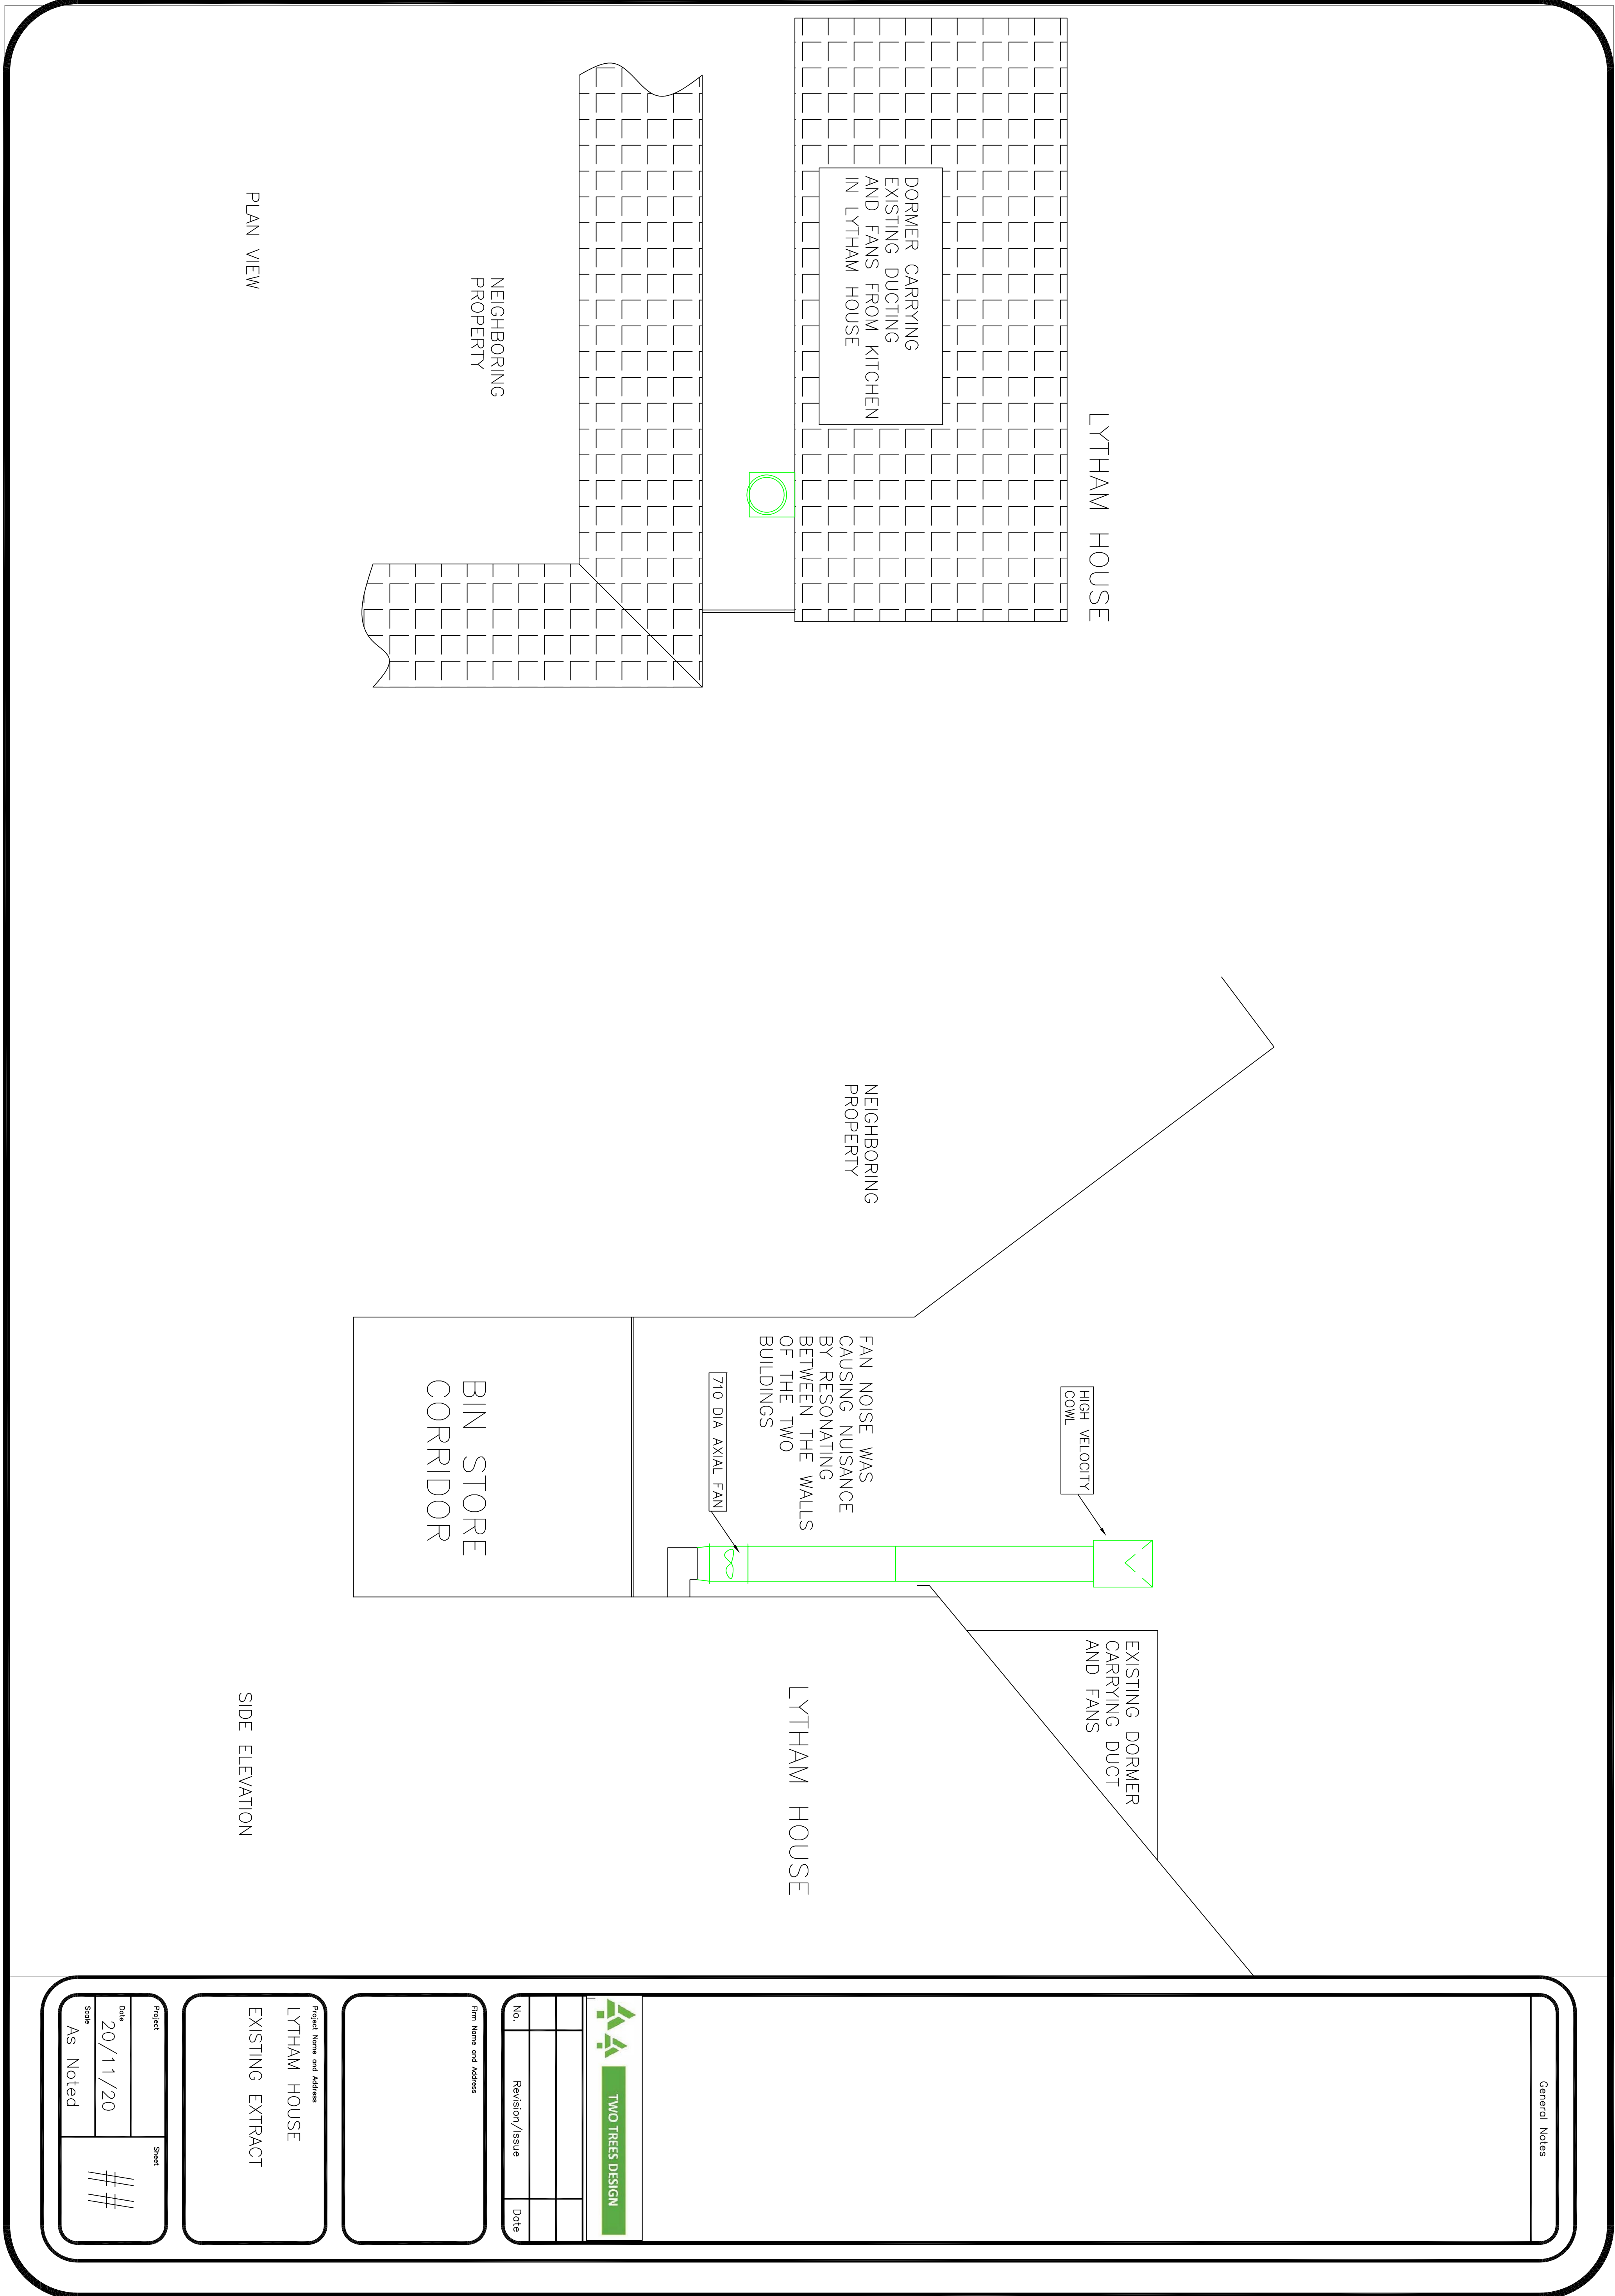 LYTHAM HOUSE
DORMER CARRYING
EXISTING DUCTING
AND FANS FROM KITCHEN
IN LYTHAM HOUSE
NEIGHBORING
PROPERTY
PLAN VIEW
NEIGHBORING
PROPERTY
HIGH VELOCITY
COWL
FAN NOISE WAS
CAUSING NUISANCE
BY RESONATING
BETWEEN THE WALLS
OF THE TWO
BUILDINGS
710 DIA AXIAL FAN
BIN STORE
CORRIDOR
EXISTING DORMER
CARRYING DUCT
AND FANS
LYTHAM HOUSE
SIDE ELEVATION
General Notes
TWO TREES DESIGN
No. Revision/Issue Date
Firm Name and Address
Project Name and Address
LYTHAM HOUSE
EXISTING EXTRACT
Project
Sheet
Date
20/11/20
##
Scale
As Noted